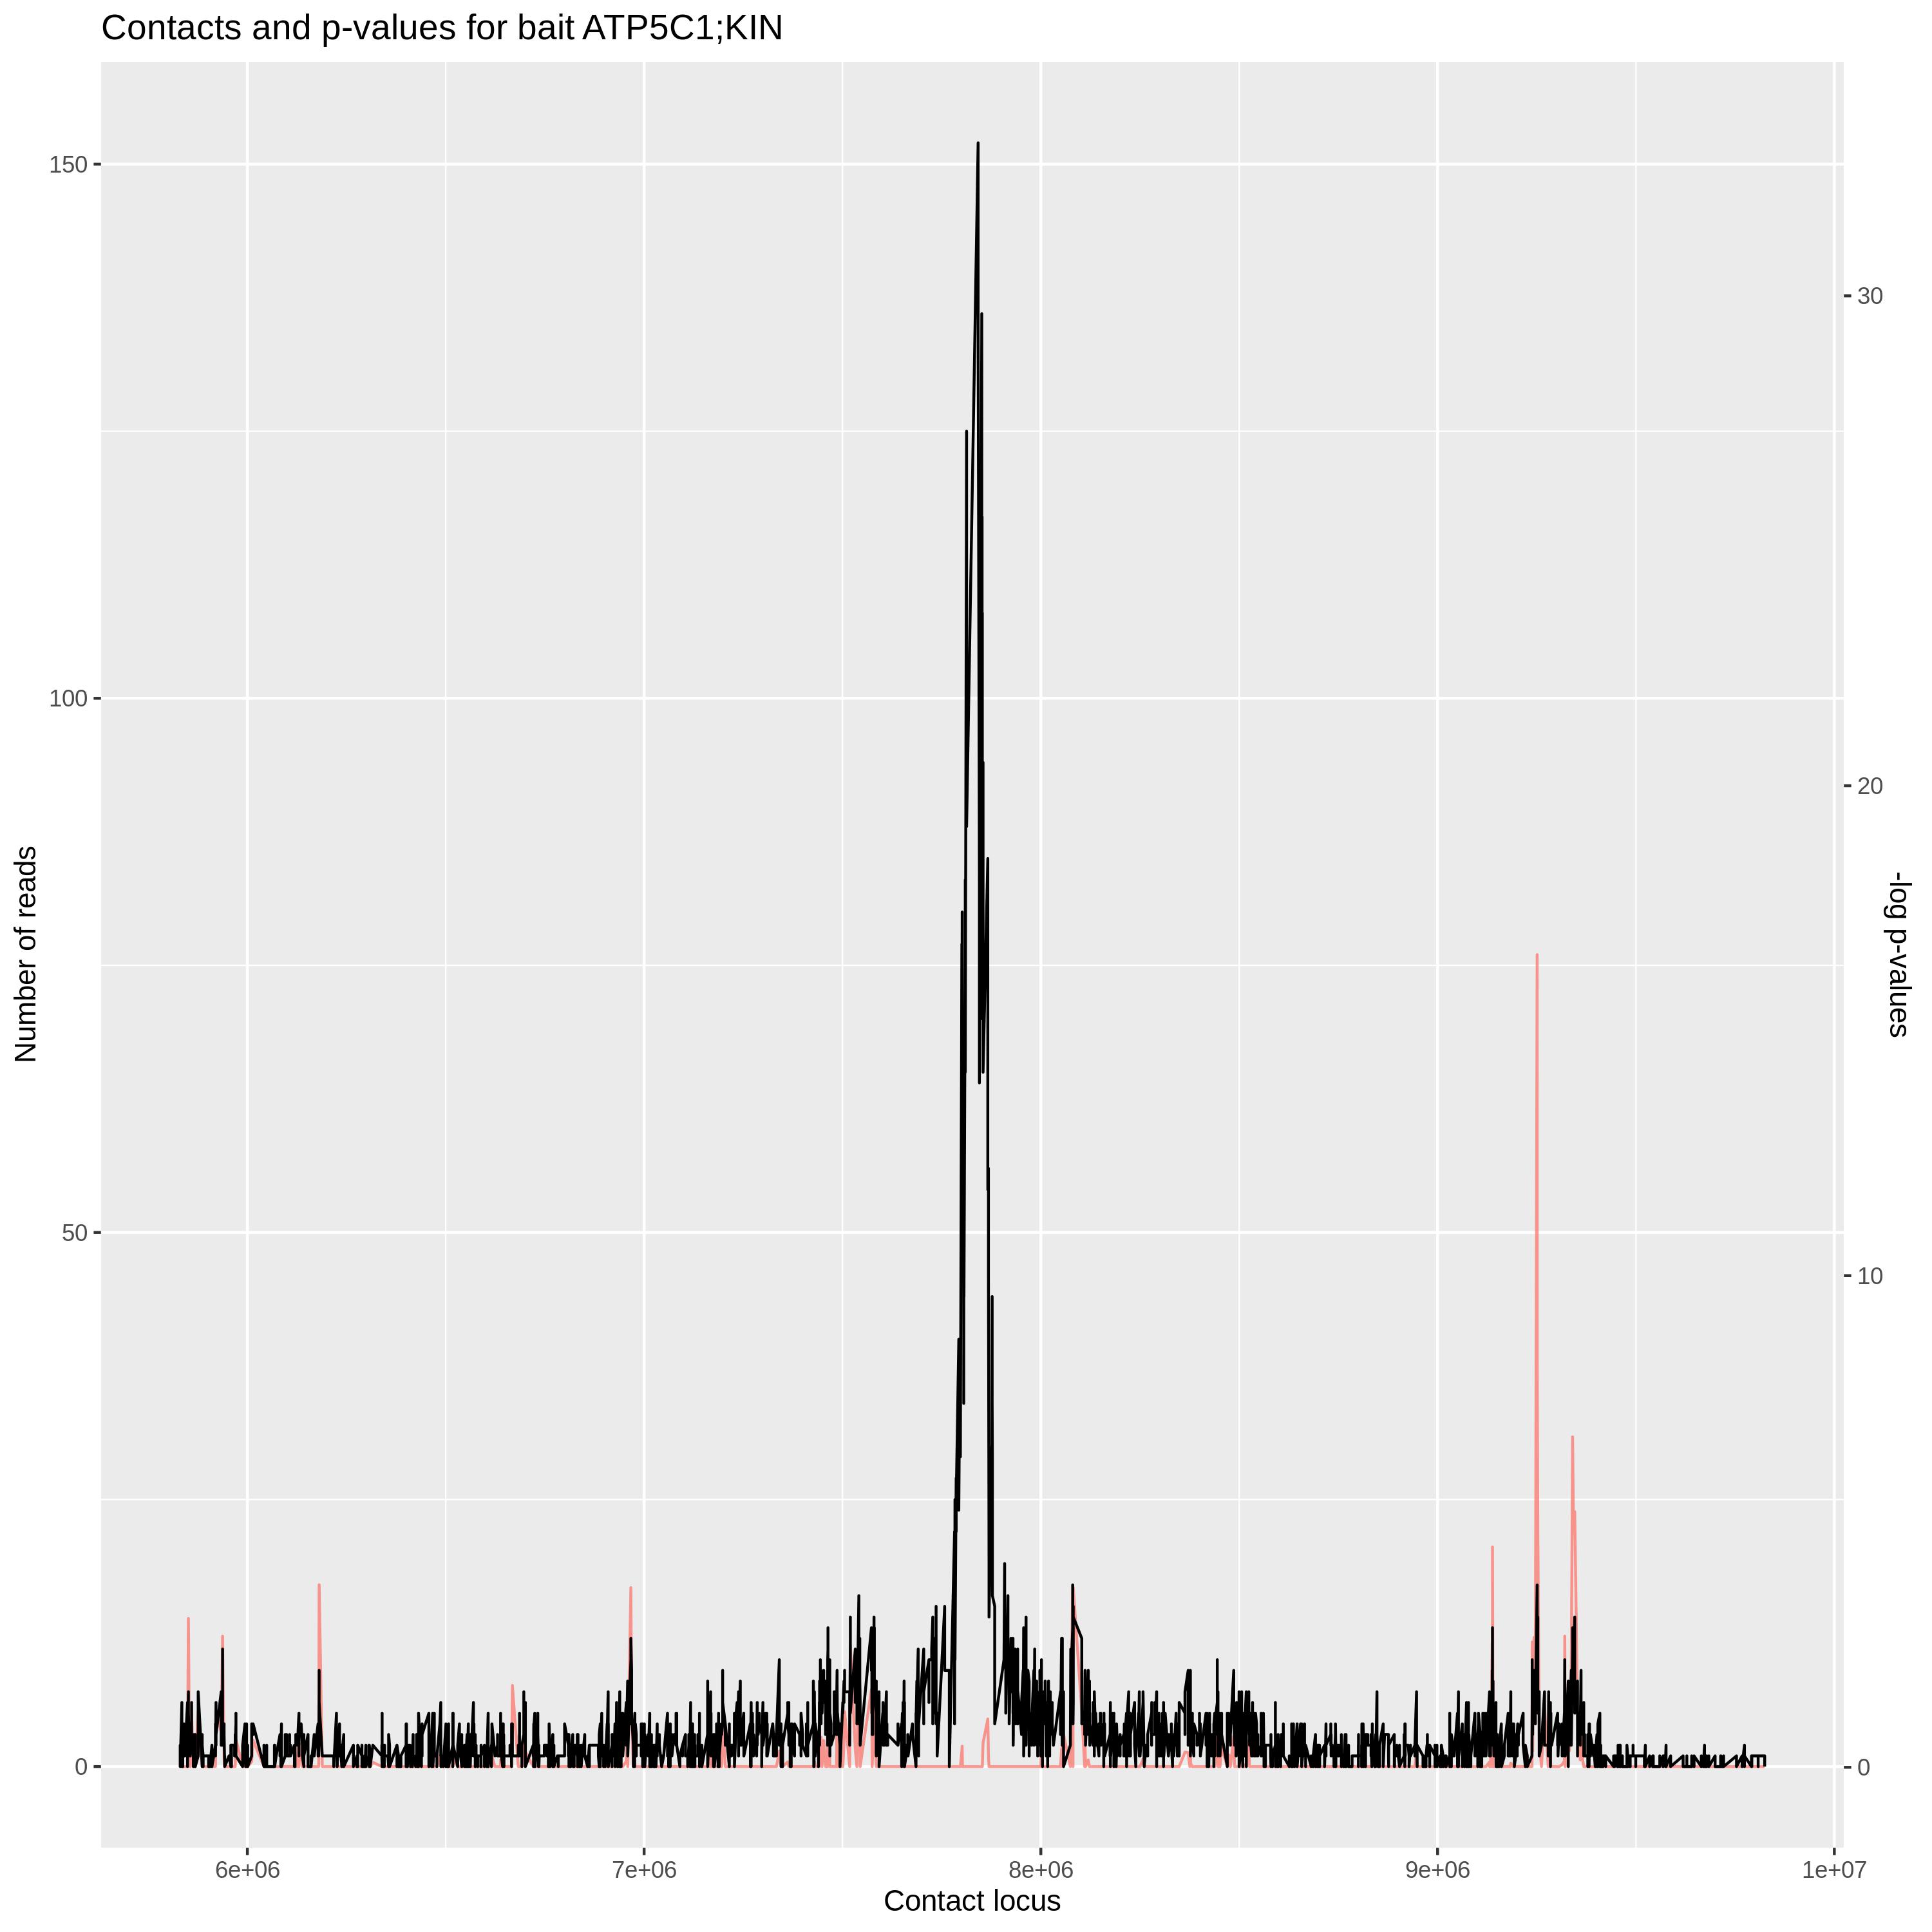 Contacts and p-values for bait ATP5C1;KIN
150
100
50
0
Number of reads
30
20
10
0
-log p-values
6e+06
7e+06
8e+06
9e+06
1e+07
Contact locus